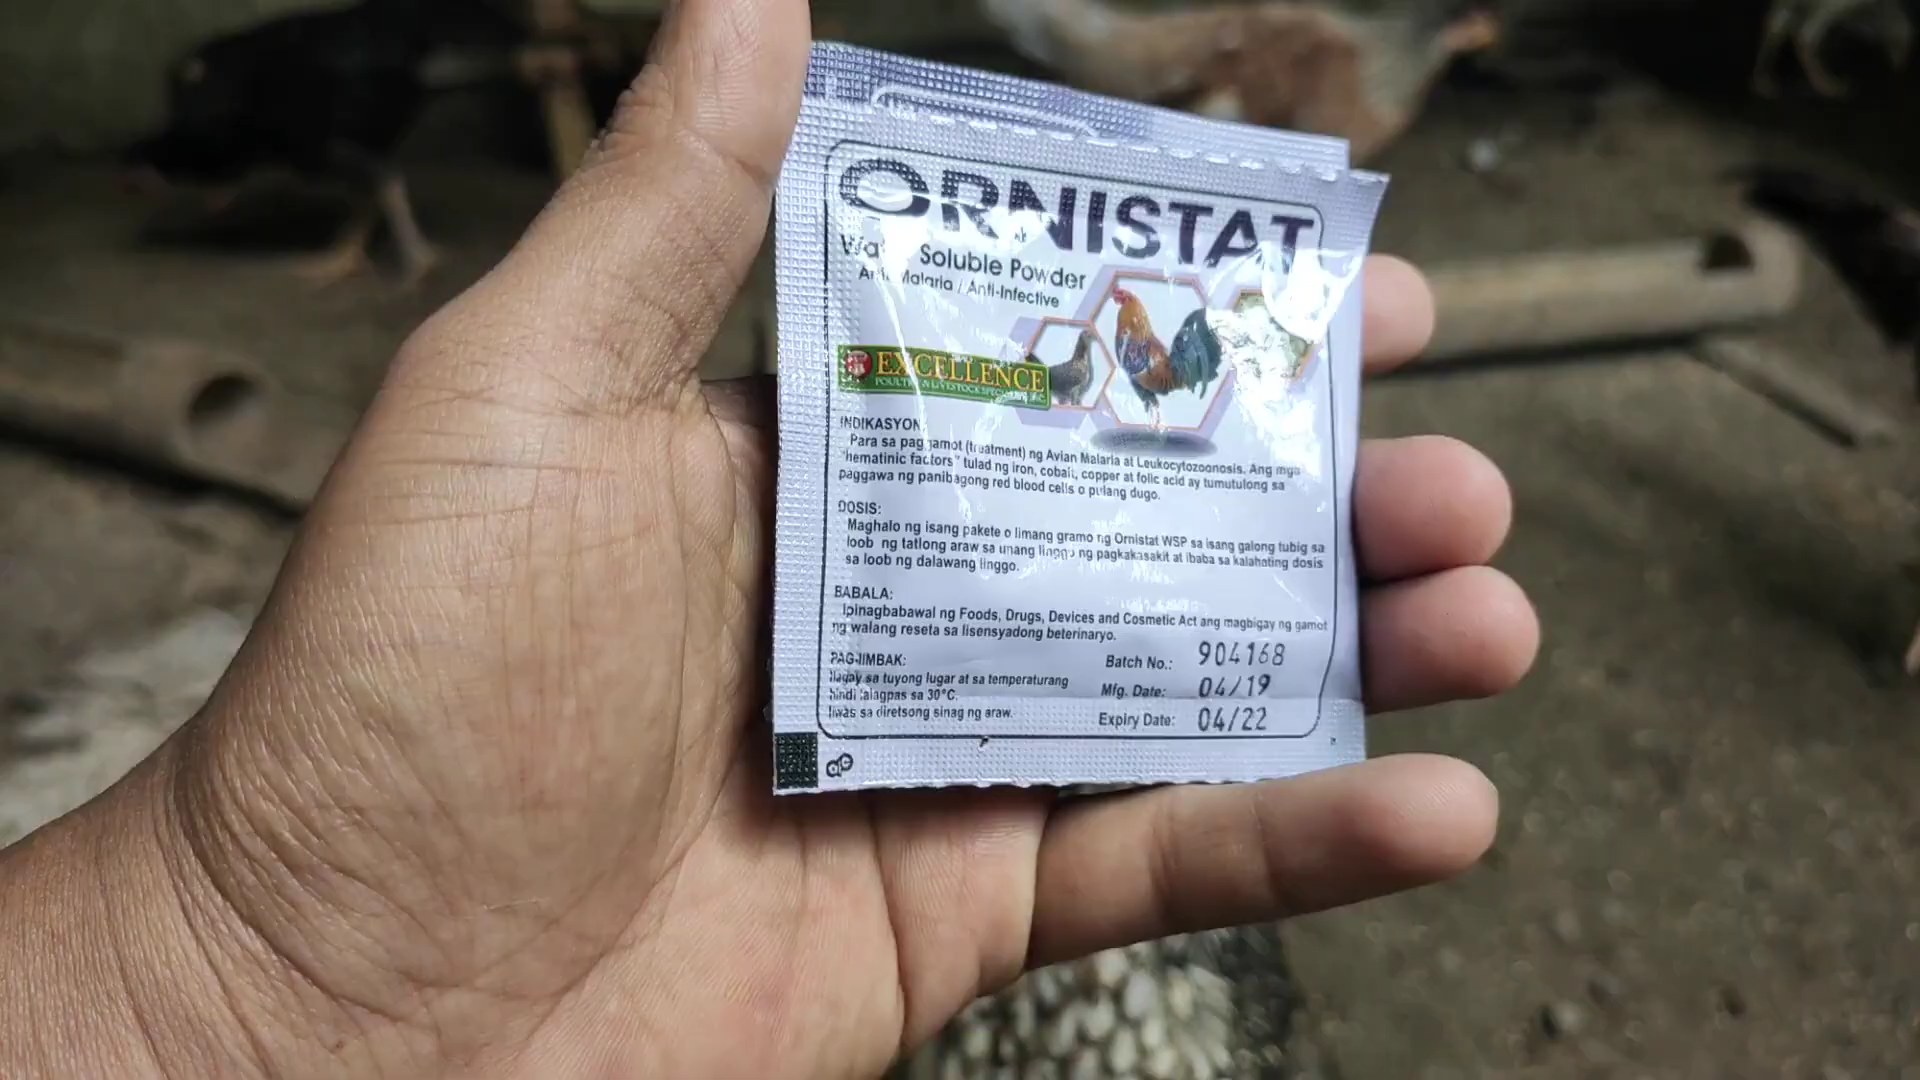 ORNISTAT
Water Soluble Powder
Anti-Malaria / Anti-Infective
EXCELLENCE
POULTRY & LIVESTOCK SPECIALIST INC.
INDIKASYON:
Para sa paggamot (treatment) ng Avian Malaria at Leukocytozoonosis. Ang mga
"hematinic factors" tulad ng iron, cobalt, copper at folic acid ay tumutulong sa
paggawa ng panibagong red blood cells o pulang dugo.
DOSIS:
Maghalo ng isang pakete o limang gramo ng Ornistat WSP sa isang galong tubig sa
loob ng tatlong araw sa unang linggo ng pagkakasakit at ibaba sa kalahating dosis
sa loob ng dalawang linggo.
BABALA:
Ipinagbabawal ng Foods, Drugs, Devices and Cosmetic Act ang magbigay ng gamot
ng walang reseta sa lisensyadong beterinaryo.
PAG-IIMBAK:
Ilagay sa tuyong lugar at sa temperaturang
hindi lalagpas sa 30°C.
Iiwas sa diretsong sinag ng araw.
Batch No.: 904168
Mfg. Date: 04/19
Expiry Date: 04/22